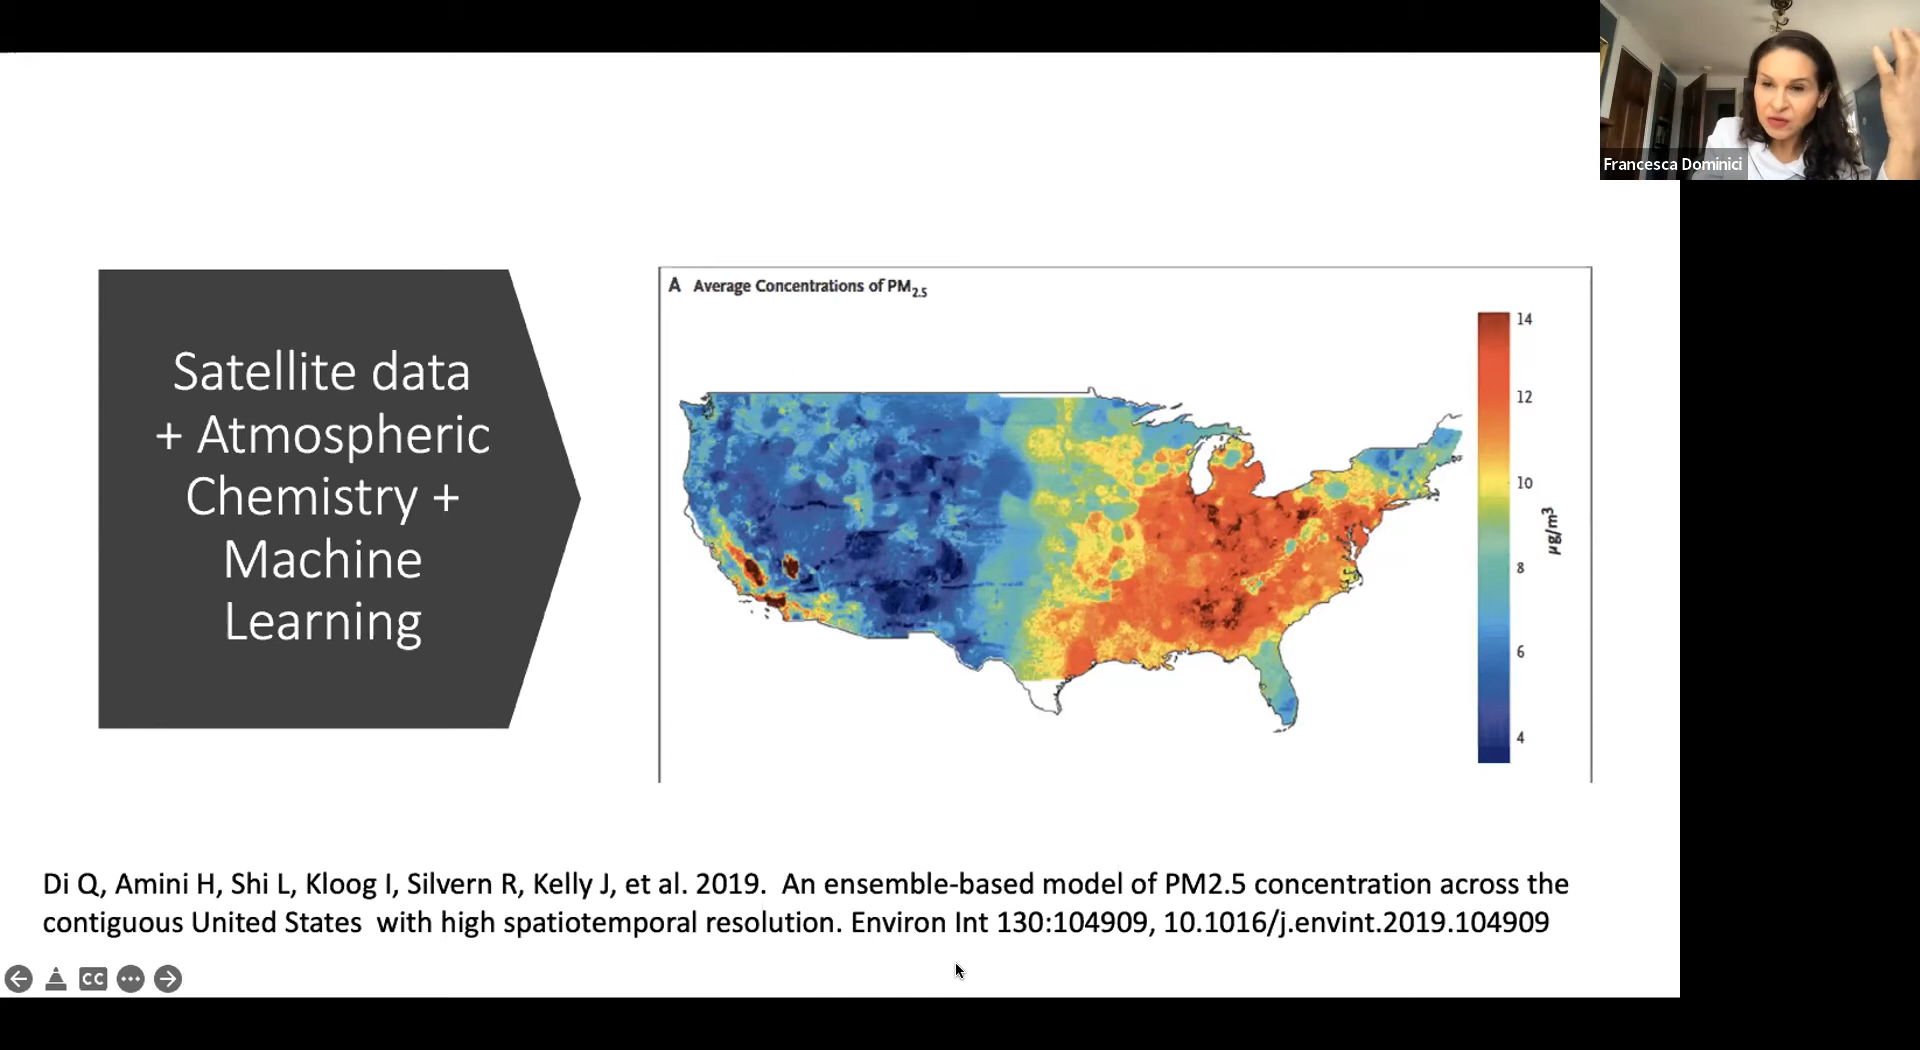 Francesca Dominici
Satellite data
+ Atmospheric
Chemistry +
Machine
Learning
A Average Concentrations of PM2.5
14
12
10
8
6
4
µg/m³
Di Q, Amini H, Shi L, Kloog I, Silvern R, Kelly J, et al. 2019. An ensemble-based model of PM2.5 concentration across the
contiguous United States with high spatiotemporal resolution. Environ Int 130:104909, 10.1016/j.envint.2019.104909
CC